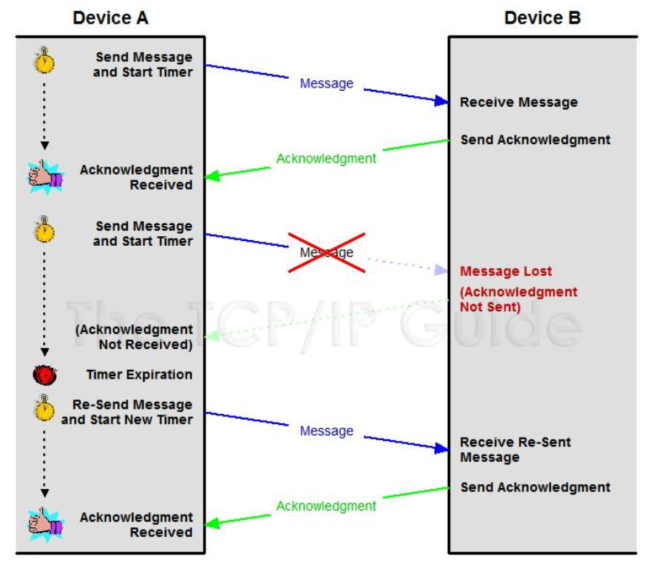 Device A
Device B
Send Message
and Start Timer
Message
Receive Message
Send Acknowledgment
Acknowledgment
Acknowledgment
Received
Send Message
and Start Timer
Message
Message Lost
(Acknowledgment
Not Sent)
The TCP/IP Guide
(Acknowledgment
Not Received)
Timer Expiration
Re-Send Message
and Start New Timer
Message
Receive Re-Sent
Message
Send Acknowledgment
Acknowledgment
Acknowledgment
Received